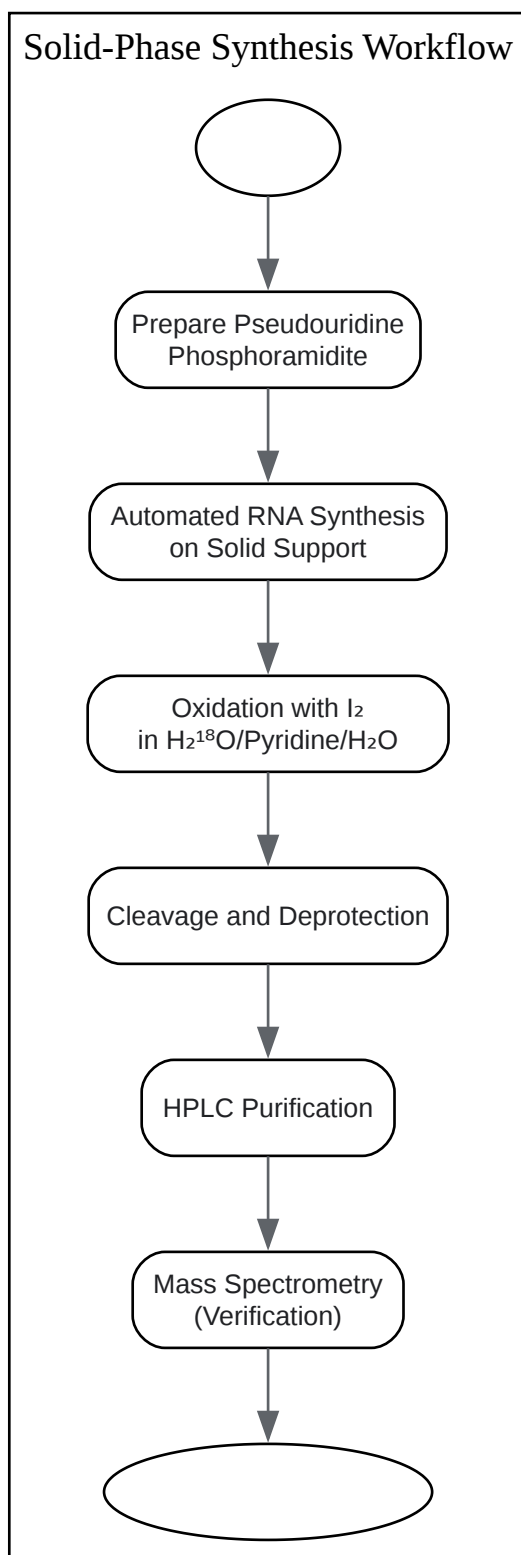 Solid-Phase Synthesis Workflow
Prepare Pseudouridine
Phosphoramidite
Automated RNA Synthesis
on Solid Support
Oxidation with I₂
in H₂¹⁸O/Pyridine/H₂O
Cleavage and Deprotection
HPLC Purification
Mass Spectrometry
(Verification)